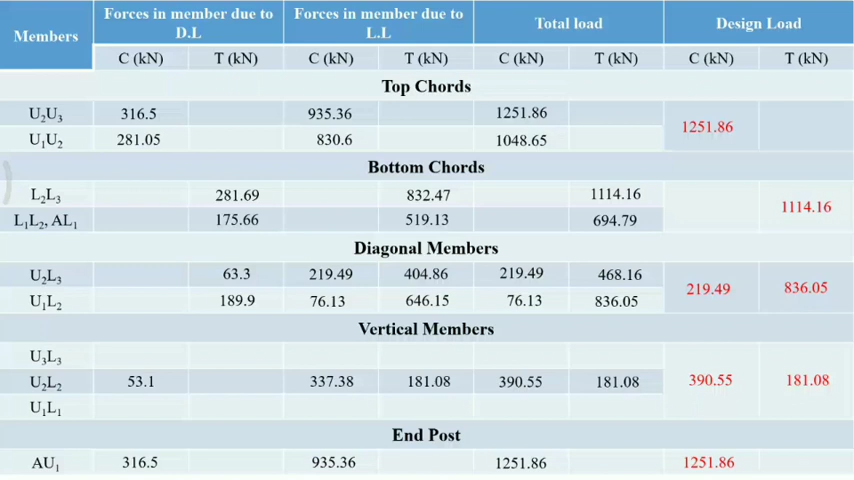 Members Forces in member due to D.L Forces in member due to L.L Total load Design Load
C (kN) T (kN) C (kN) T (kN) C (kN) T (kN) C (kN) T (kN)
Top Chords
U₂U₃ 316.5 935.36 1251.86
1251.86
U₁U₂ 281.05 830.6 1048.65
Bottom Chords
L₂L₃ 281.69 832.47 1114.16
1114.16
L₁L₂, AL₁ 175.66 519.13 694.79
Diagonal Members
U₂L₃ 63.3 219.49 404.86 219.49 468.16
219.49 836.05
U₁L₂ 189.9 76.13 646.15 76.13 836.05
Vertical Members
U₃L₃
U₂L₂ 53.1 337.38 181.08 390.55 181.08 390.55 181.08
U₁L₁
End Post
AU₁ 316.5 935.36 1251.86 1251.86